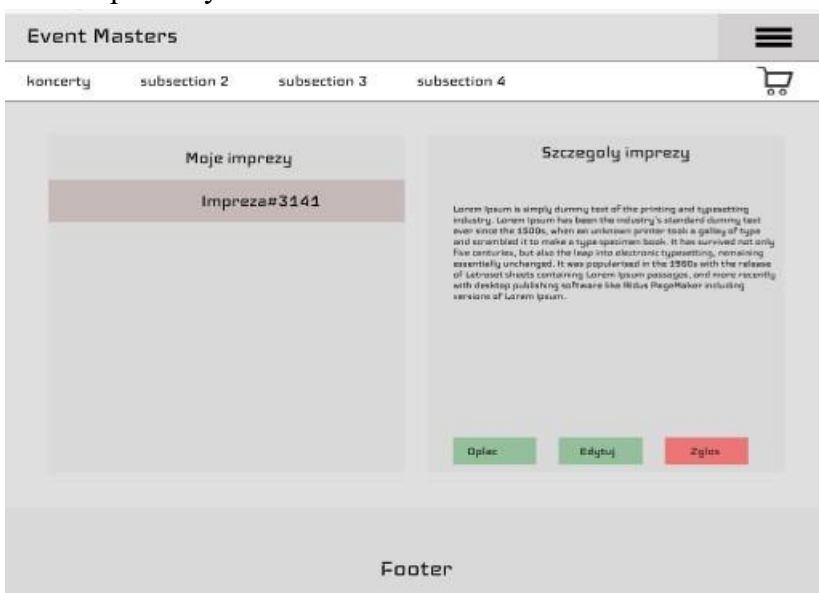 Event Masters
koncerty subsection 2 subsection 3 subsection 4
Moje imprezy
Impreza#3141
Szczegoly imprezy
Lorem Ipsum is simply dummy text of the printing and typesetting
industry. Lorem Ipsum has been the industry's standard dummy text
ever since the 1500s, when an unknown printer took a galley of type
and scrambled it to make a type specimen book. It has survived not only
five centuries, but also the leap into electronic typesetting, remaining
essentially unchanged. It was popularised in the 1960s with the release
of Letraset sheets containing Lorem Ipsum passages, and more recently
with desktop publishing software like Aldus PageMaker including
versions of Lorem Ipsum.
Oplac Edytuj Zglos
Footer